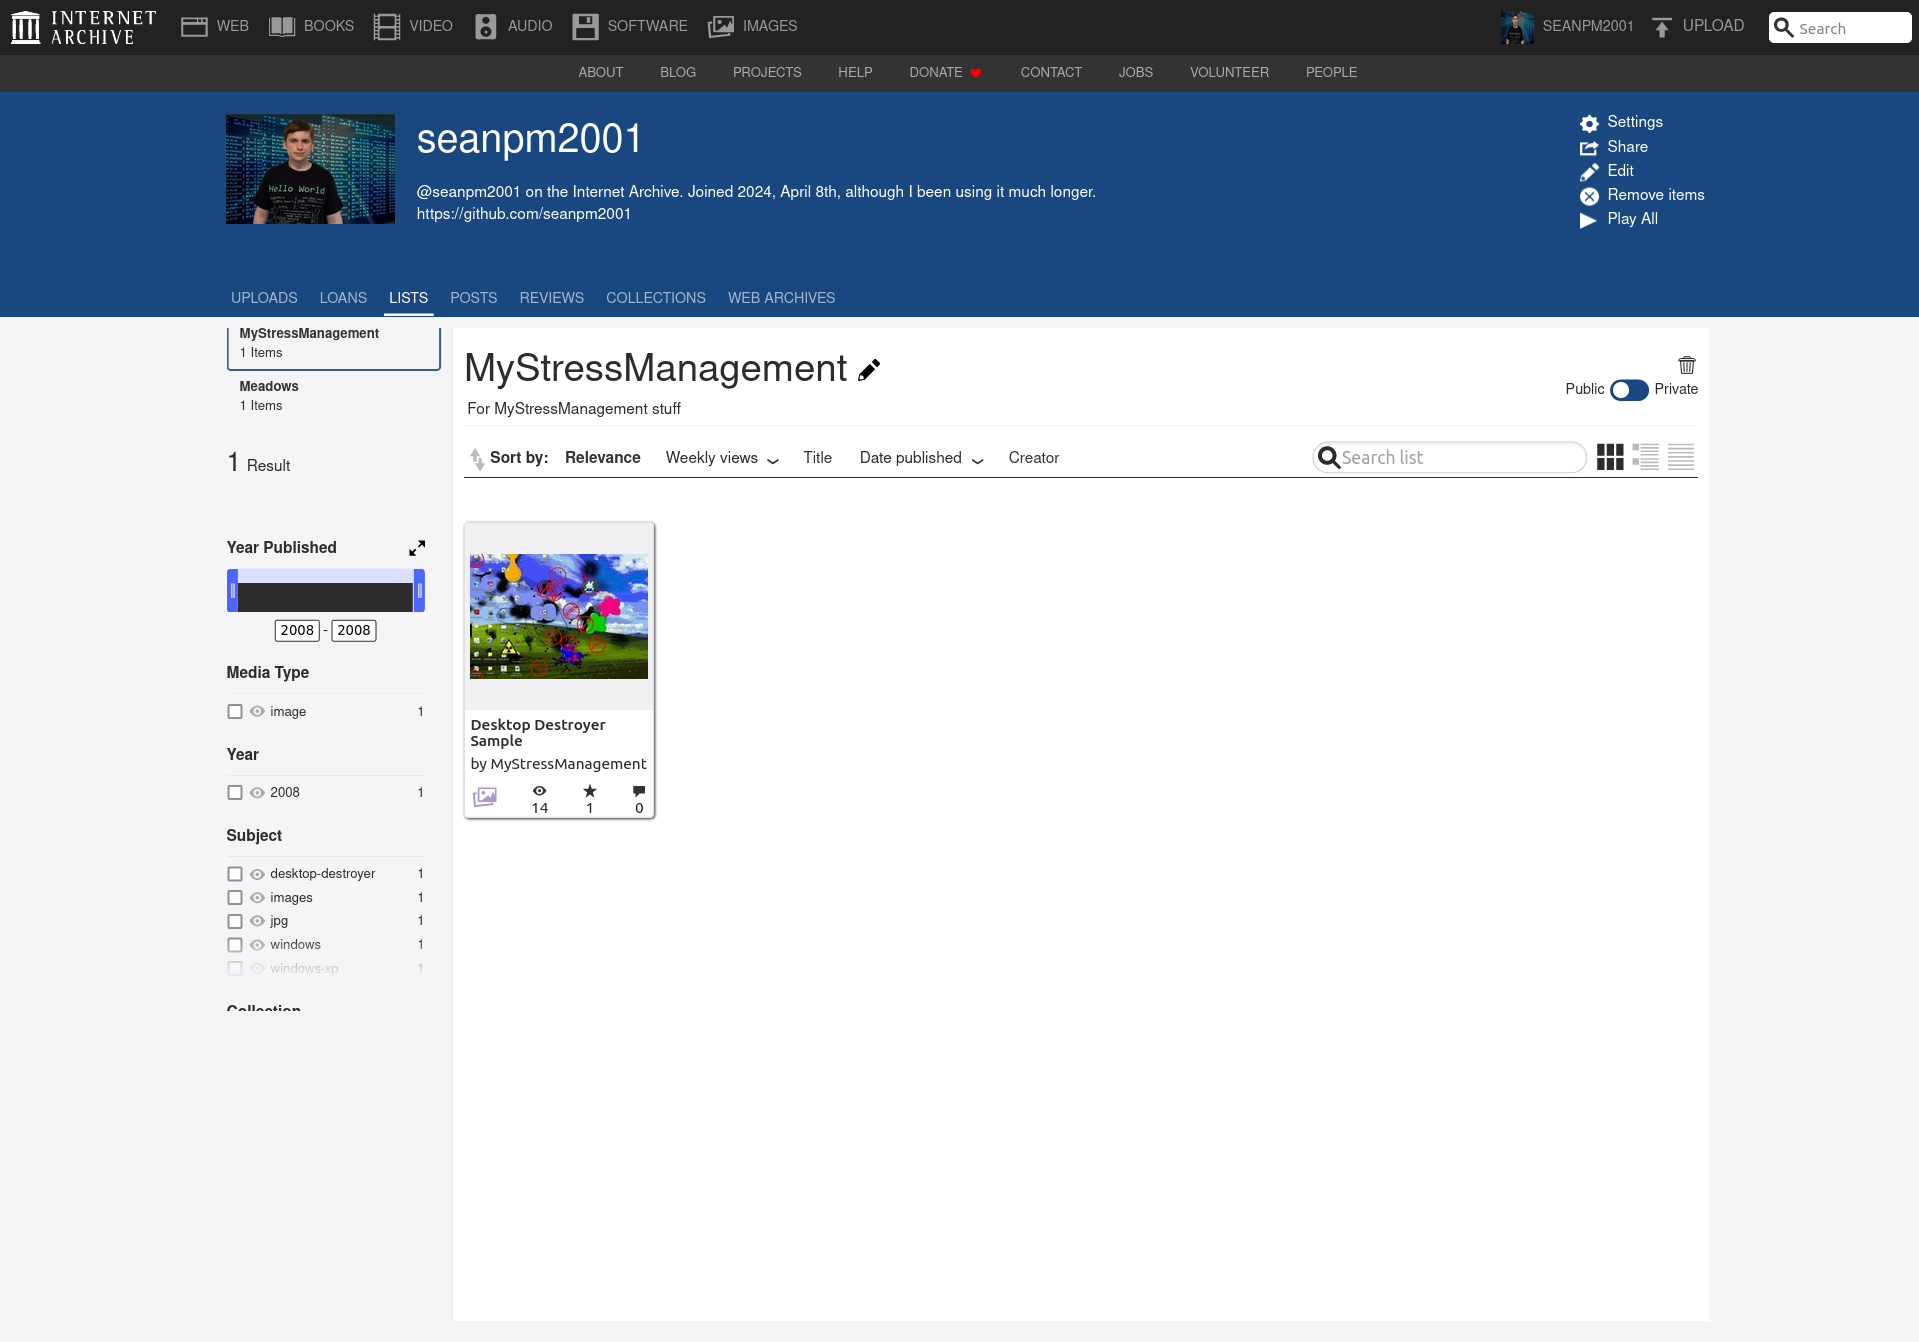 INTERNET ARCHIVE
WEB BOOKS VIDEO AUDIO SOFTWARE IMAGES
SEANPM2001 UPLOAD Search
ABOUT BLOG PROJECTS HELP DONATE CONTACT JOBS VOLUNTEER PEOPLE
Hello World
seanpm2001
@seanpm2001 on the Internet Archive. Joined 2024, April 8th, although I been using it much longer.
https://github.com/seanpm2001
Settings
Share
Edit
Remove items
Play All
UPLOADS LOANS LISTS POSTS REVIEWS COLLECTIONS WEB ARCHIVES
MyStressManagement
1 Items
Meadows
1 Items
1 Result
Year Published
2008 - 2008
Media Type
image 1
Year
2008 1
Subject
desktop-destroyer 1
images 1
jpg 1
windows 1
windows-xp 1
Collection
MyStressManagement
For MyStressManagement stuff
Public Private
Sort by: Relevance Weekly views Title Date published Creator
Search list
Desktop Destroyer
Sample
by MyStressManagement
14 1 0